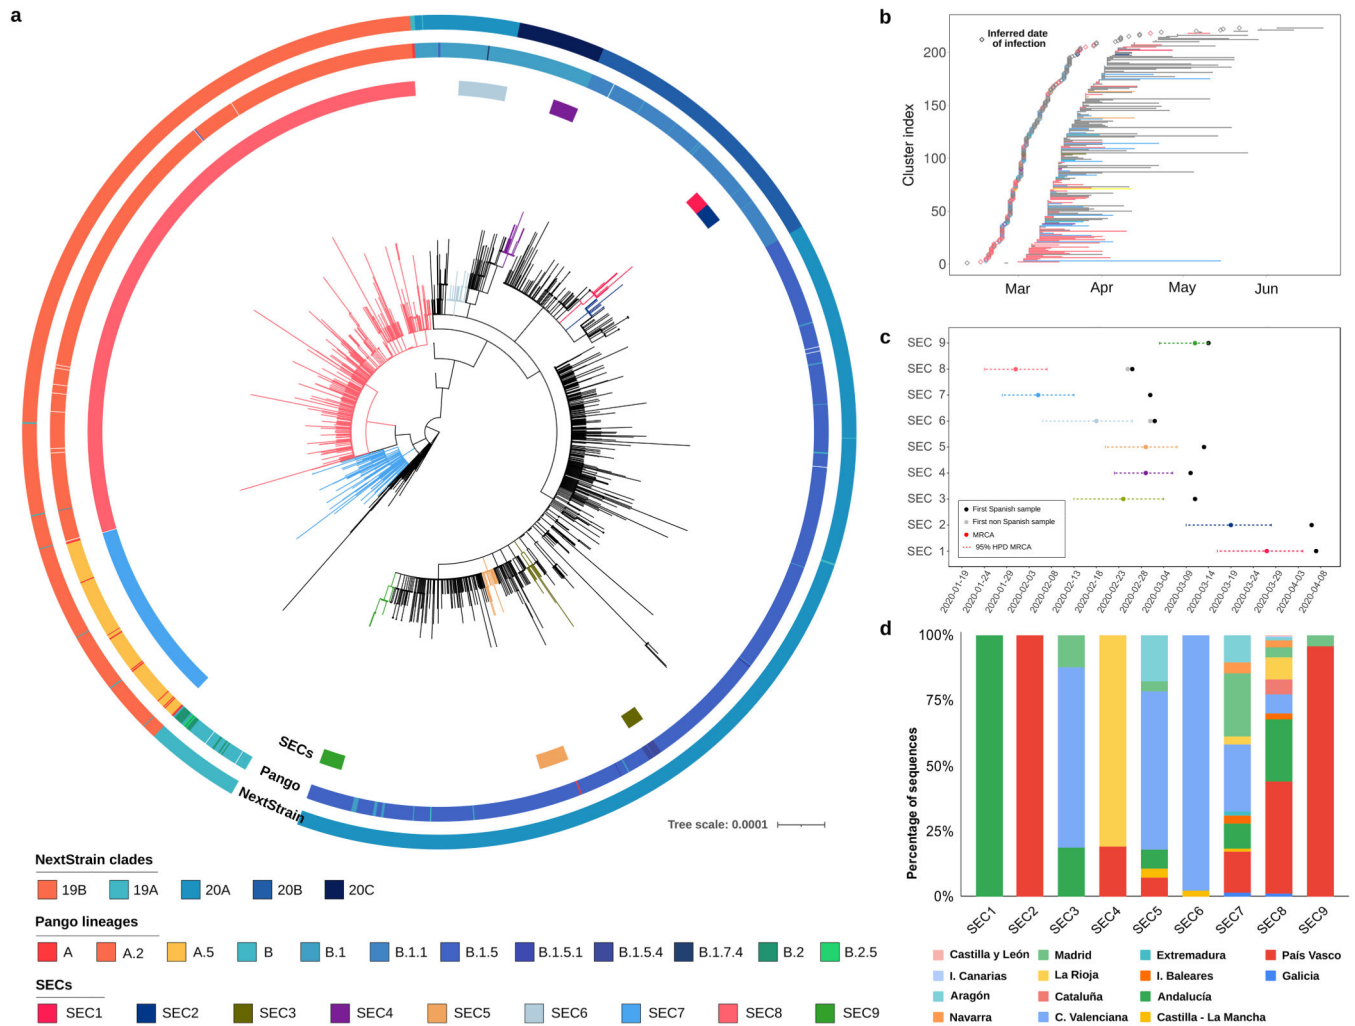 a
SECs
Pango
NextStrain
Tree scale: 0.0001
NextStrain clades
19B
19A
20A
20B
20C
Pango lineages
A
A.2
A.5
B
B.1
B.1.1
B.1.5
B.1.5.1
B.1.5.4
B.1.7.4
B.2
B.2.5
SECs
SEC1
SEC2
SEC3
SEC4
SEC5
SEC6
SEC7
SEC8
SEC9
b
Inferred date
of infection
Cluster index
200
150
100
50
0
Mar
Apr
May
Jun
c
SEC 9
SEC 8
SEC 7
SEC 6
SEC 5
SEC 4
SEC 3
SEC 2
SEC 1
First Spanish sample
First non Spanish sample
MRCA
95% HPD MRCA
2020-01-19
2020-01-24
2020-01-29
2020-02-03
2020-02-08
2020-02-13
2020-02-18
2020-02-23
2020-02-28
2020-03-04
2020-03-09
2020-03-14
2020-03-19
2020-03-24
2020-03-29
2020-04-03
2020-04-08
d
Percentage of sequences
100%
75%
50%
25%
0%
SEC1
SEC2
SEC3
SEC4
SEC5
SEC6
SEC7
SEC8
SEC9
Castilla y León
Madrid
Extremadura
País Vasco
I. Canarias
La Rioja
I. Baleares
Galicia
Aragón
Cataluña
Andalucía
Navarra
C. Valenciana
Castilla - La Mancha